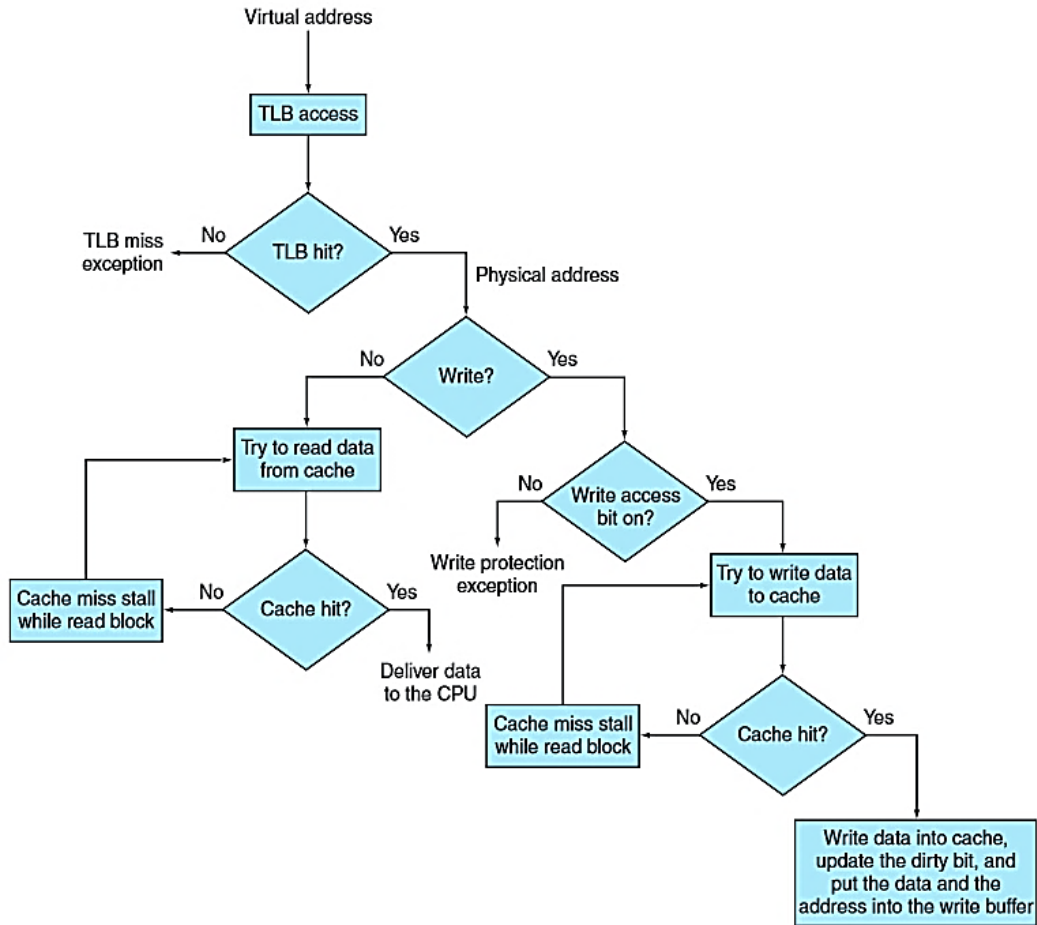 Virtual address
TLB access
TLB hit?
No
Yes
TLB miss
exception
Physical address
Write?
No
Yes
Try to read data
from cache
Write access
bit on?
No
Yes
Write protection
exception
Try to write data
to cache
Cache hit?
No
Yes
Cache miss stall
while read block
Deliver data
to the CPU
Cache hit?
No
Yes
Cache miss stall
while read block
Write data into cache,
update the dirty bit, and
put the data and the
address into the write buffer